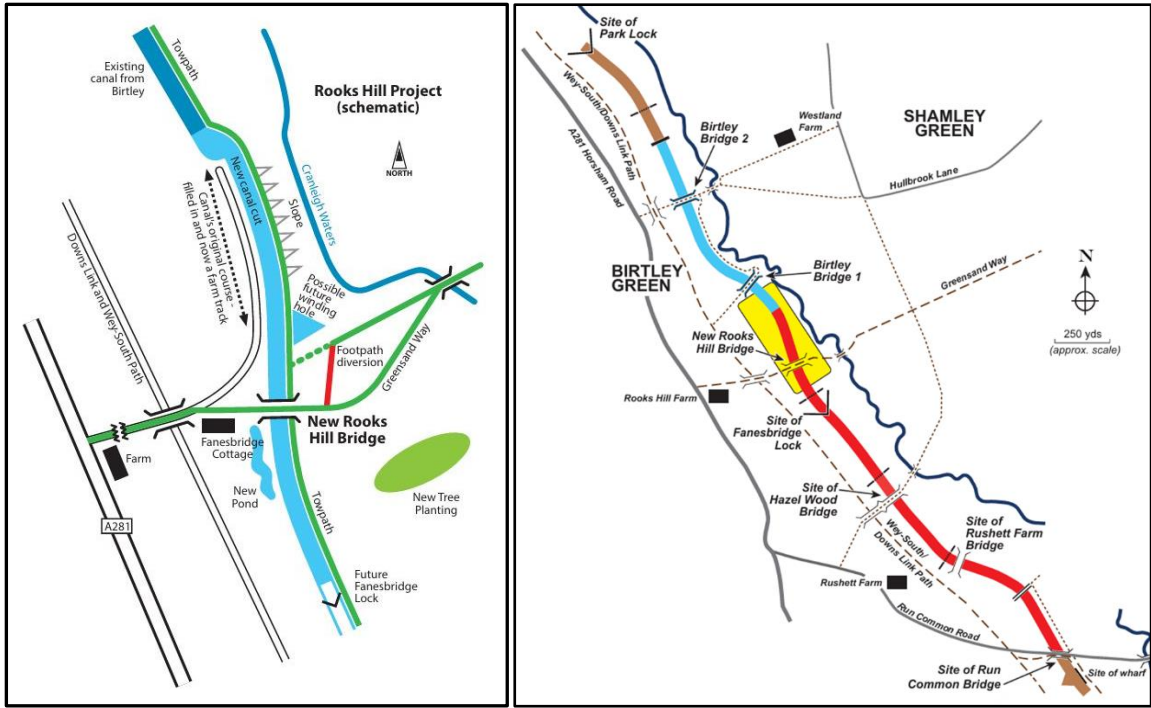 Existing
canal from
Birtley
Towpath
Rooks Hill Project
(schematic)
NORTH
Cranleigh Waters
New canal cut
Slope
Canal's original course -
filled in and now a farm track
Downs Link and Wey-South Path
Possible
future
winding
hole
Footpath
diversion
Greensand Way
New Rooks
Hill Bridge
Fanesbridge
Cottage
Farm
New
Pond
New Tree
Planting
Towpath
A281
Future
Fanesbridge
Lock
Site of
Park Lock
Wey-South/Downs Link Path
A281 Horsham Road
Westland
Farm
SHAMLEY
GREEN
Birtley
Bridge 2
Hullbrook Lane
BIRTLEY
GREEN
Birtley
Bridge 1
Greensand Way
N
250 yds
(approx. scale)
New Rooks
Hill Bridge
Rooks Hill Farm
Site of
Fanesbridge
Lock
Site of
Hazel Wood
Bridge
Site of
Rushett Farm
Bridge
Wey-South/
Downs Link Path
Rushett Farm
Run Common Road
Site of Run
Common Bridge
Site of wharf